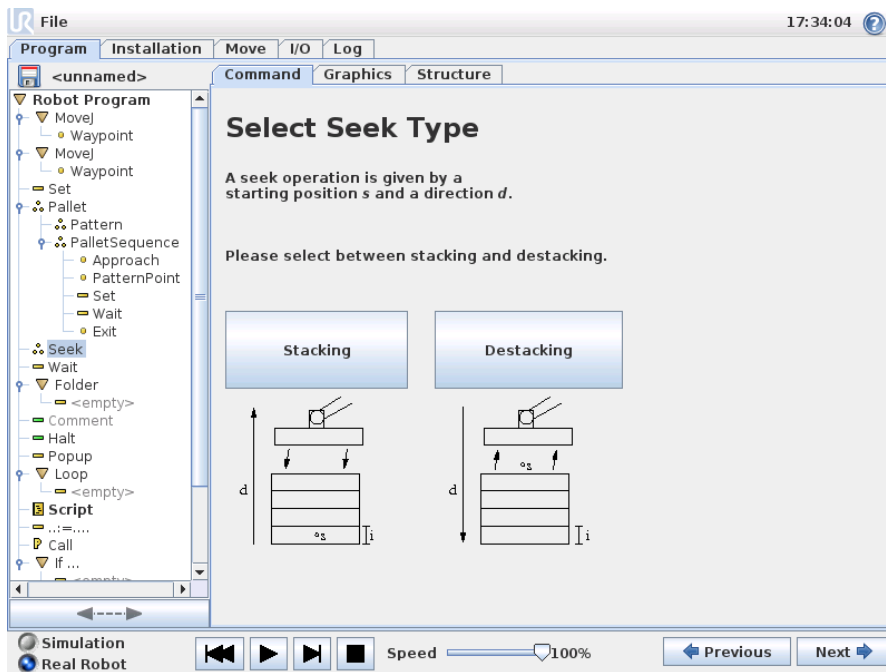 UR File 17:34:04 ?
Program Installation Move I/O Log
<unnamed>
Command Graphics Structure
Robot Program
MoveJ
Waypoint
MoveJ
Waypoint
Set
Pallet
Pattern
PalletSequence
Approach
PatternPoint
Set
Wait
Exit
Seek
Wait
Folder
<empty>
Comment
Halt
Popup
Loop
<empty>
Script
..:=....
Call
If ...
<empty>
Select Seek Type
A seek operation is given by a
starting position s and a direction d.
Please select between stacking and destacking.
Stacking Destacking
s
d d
s i i
Simulation
Real Robot
Speed 100%
Previous Next